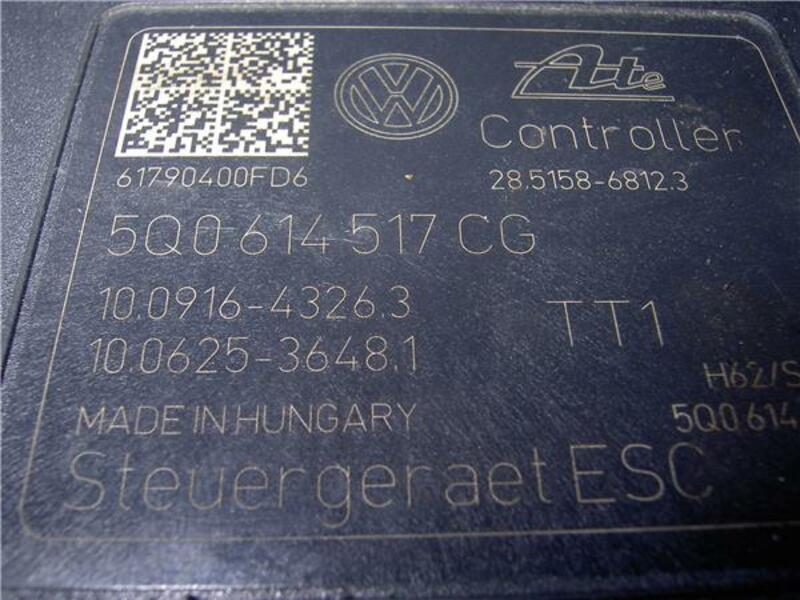 Ate
Controller
61790400FD6
28.5158-6812.3
5Q0 614 517 CG
10.0916-4326.3
TT1
10.0625-3648.1
H62/S
MADE IN HUNGARY
5Q0 614
Steuergeraet ESC